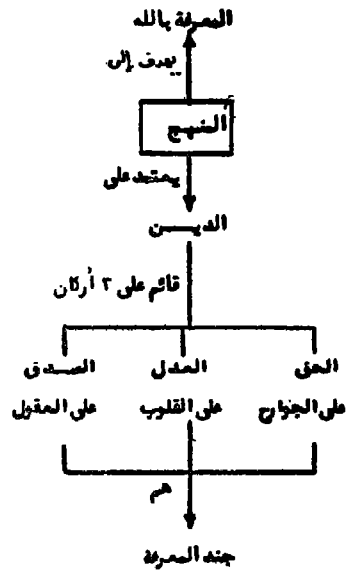 المعرفة بالله
يهدف إلى
المنهج
يعتمد على
الديـــن
قائم على ٣ أركان
الحق
على الجوارح
العدل
على القلوب
الصدق
على العقول
هم
جند المعرفة